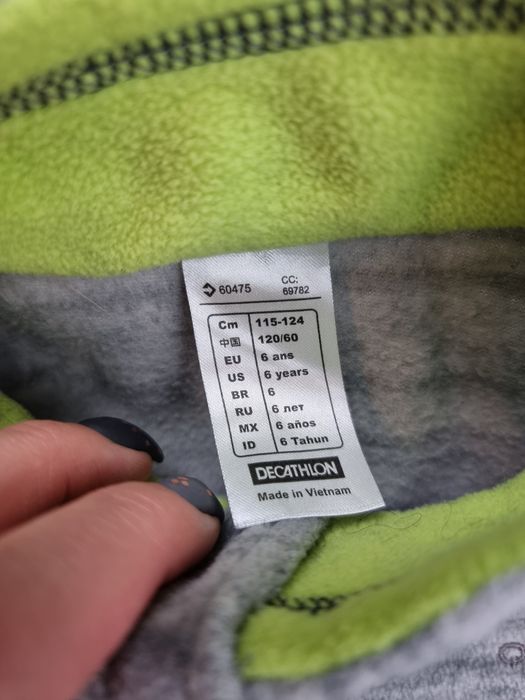 60475 CC: 69782
Cm 115-124
中国 120/60
EU 6 ans
US 6 years
BR 6
RU 6 лет
MX 6 años
ID 6 Tahun
DECATHLON
Made in Vietnam